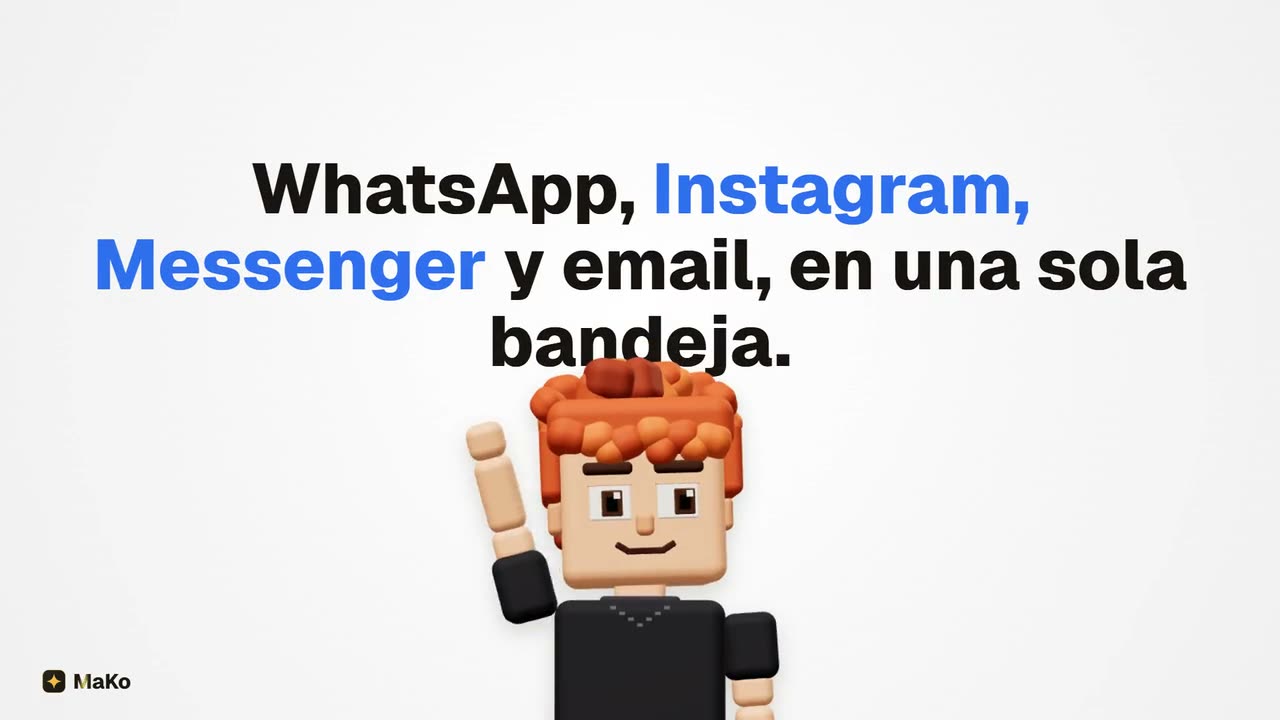 WhatsApp, Instagram,
Messenger y email, en una sola
bandeja.
MaKo